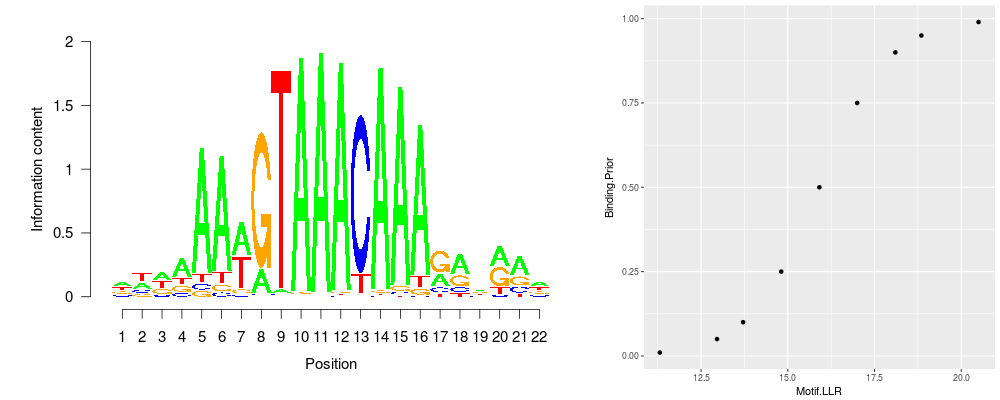 2
1.5
1
0.5
0
Information content
1 2 3 4 5 6 7 8 9 10 11 12 13 14 15 16 17 18 19 20 21 22
Position
A A A G T A A A C A A A G A A A
T A A G
1.00
0.75
0.50
0.25
0.00
Binding.Prior
12.5 15.0 17.5 20.0
Motif.LLR